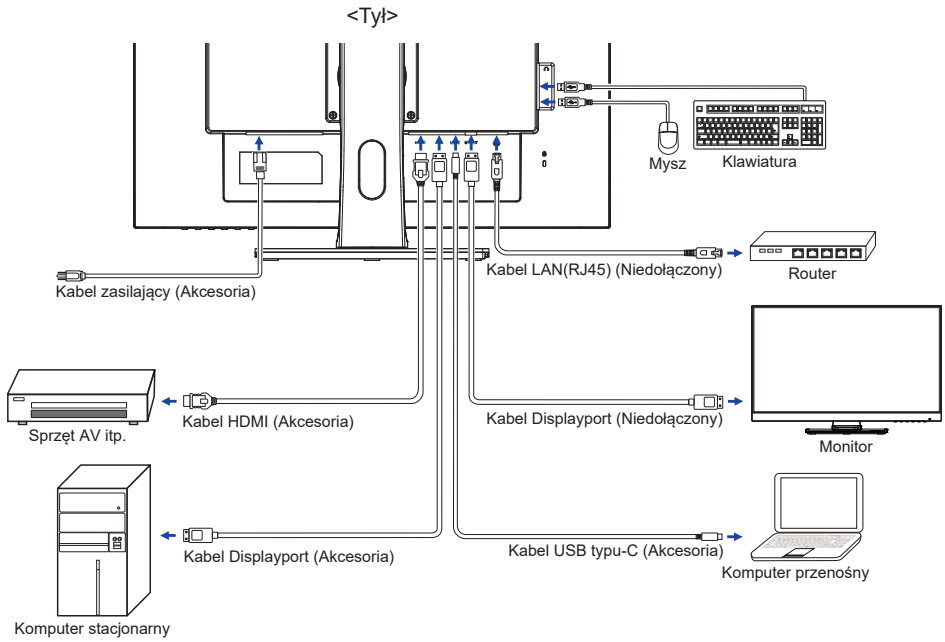 <Tył>
Mysz
Klawiatura
Kabel LAN(RJ45) (Niedołączony)
Router
Kabel zasilający (Akcesoria)
Kabel HDMI (Akcesoria)
Kabel Displayport (Niedołączony)
Sprzęt AV itp.
Monitor
Kabel Displayport (Akcesoria)
Kabel USB typu-C (Akcesoria)
Komputer przenośny
Komputer stacjonarny